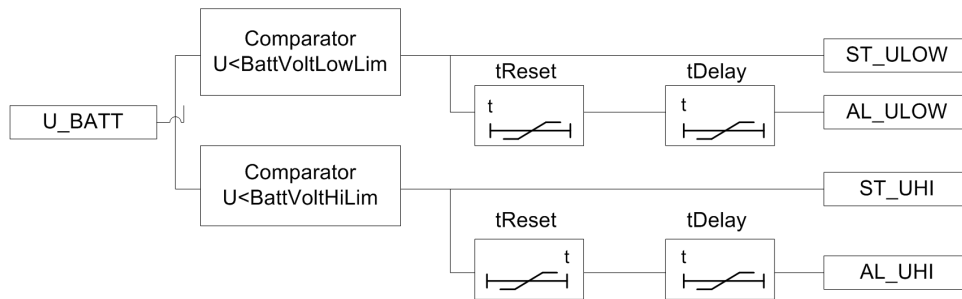 Comparator
U<BattVoltLowLim
ST_ULOW
tReset
tDelay
t
t
AL_ULOW
U_BATT
Comparator
U<BattVoltHiLim
ST_UHI
tReset
tDelay
t
t
AL_UHI